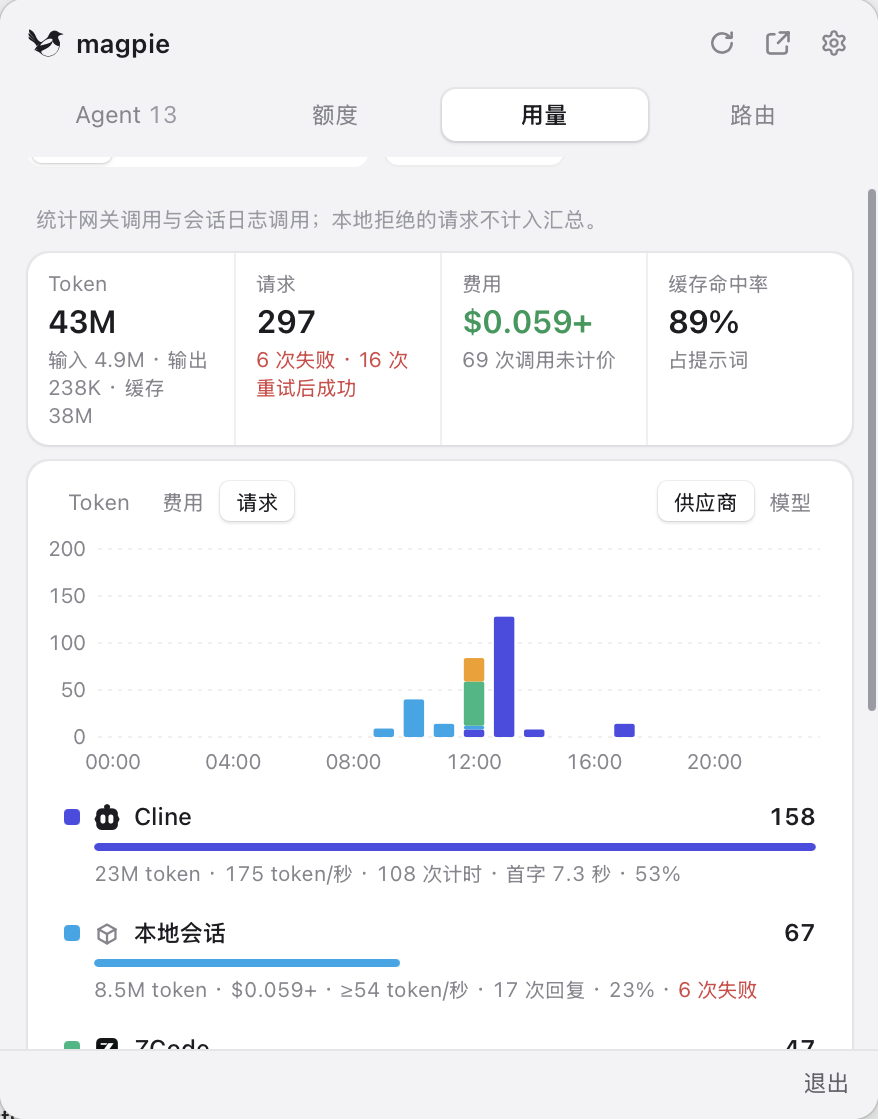 magpie
Agent 13
额度
用量
路由
统计网关调用与会话日志调用；本地拒绝的请求不计入汇总。
Token
43M
输入 4.9M · 输出
238K · 缓存
38M
请求
297
6 次失败 · 16 次
重试后成功
费用
$0.059+
69 次调用未计价
缓存命中率
89%
占提示词
Token 费用 请求
供应商 模型
200
150
100
50
0
00:00 04:00 08:00 12:00 16:00 20:00
Cline 158
23M token · 175 token/秒 · 108 次计时 · 首字 7.3 秒 · 53%
本地会话 67
8.5M token · $0.059+ · ≥54 token/秒 · 17 次回复 · 23% · 6 次失败
ZCode 47
退出